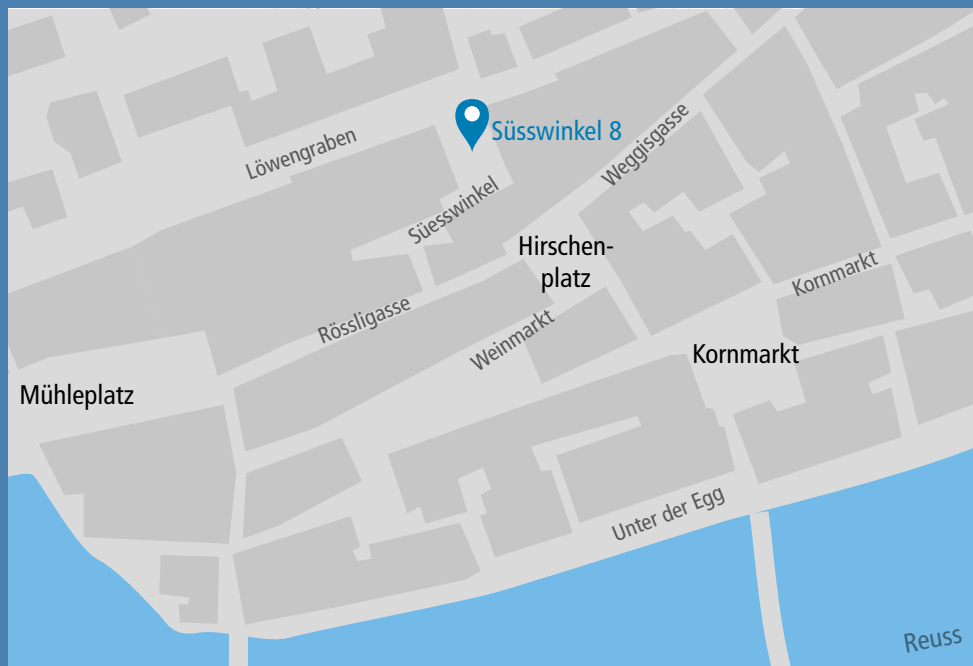 Süsswinkel 8
Löwengraben
Weggisgasse
Süesswinkel
Hirschen-
platz
Kornmarkt
Rössligasse
Weinmarkt
Kornmarkt
Mühleplatz
Unter der Egg
Reuss